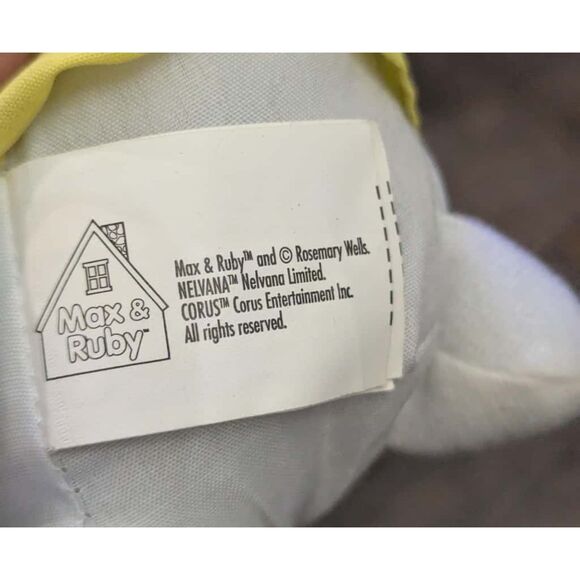 Max &
Ruby™
Max & Ruby™ and © Rosemary Wells.
NELVANA™ Nelvana Limited.
CORUS™ Corus Entertainment Inc.
All rights reserved.